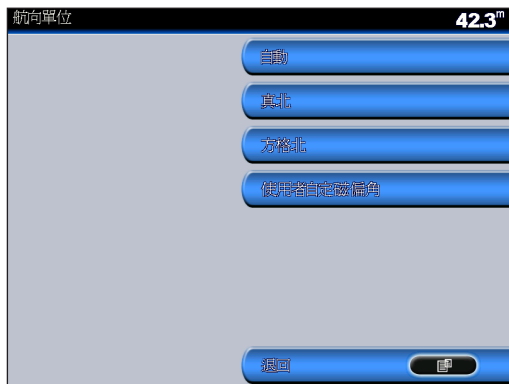 航向單位
42.3m
自動
真北
方格北
使用者自定磁偏角
退回